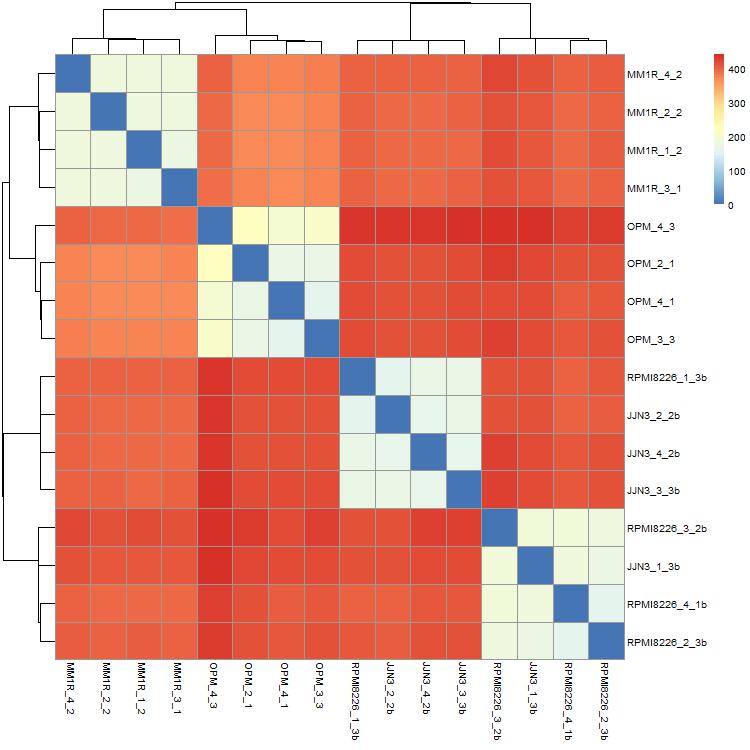 400
300
200
100
0
MM1R_4_2
MM1R_2_2
MM1R_1_2
MM1R_3_1
OPM_4_3
OPM_2_1
OPM_4_1
OPM_3_3
RPMI8226_1_3b
JJN3_2_2b
JJN3_4_2b
JJN3_3_3b
RPMI8226_3_2b
JJN3_1_3b
RPMI8226_4_1b
RPMI8226_2_3b
MM1R_4_2
MM1R_2_2
MM1R_1_2
MM1R_3_1
OPM_4_3
OPM_2_1
OPM_4_1
OPM_3_3
RPMI8226_1_3b
JJN3_2_2b
JJN3_4_2b
JJN3_3_3b
RPMI8226_3_2b
JJN3_1_3b
RPMI8226_4_1b
RPMI8226_2_3b